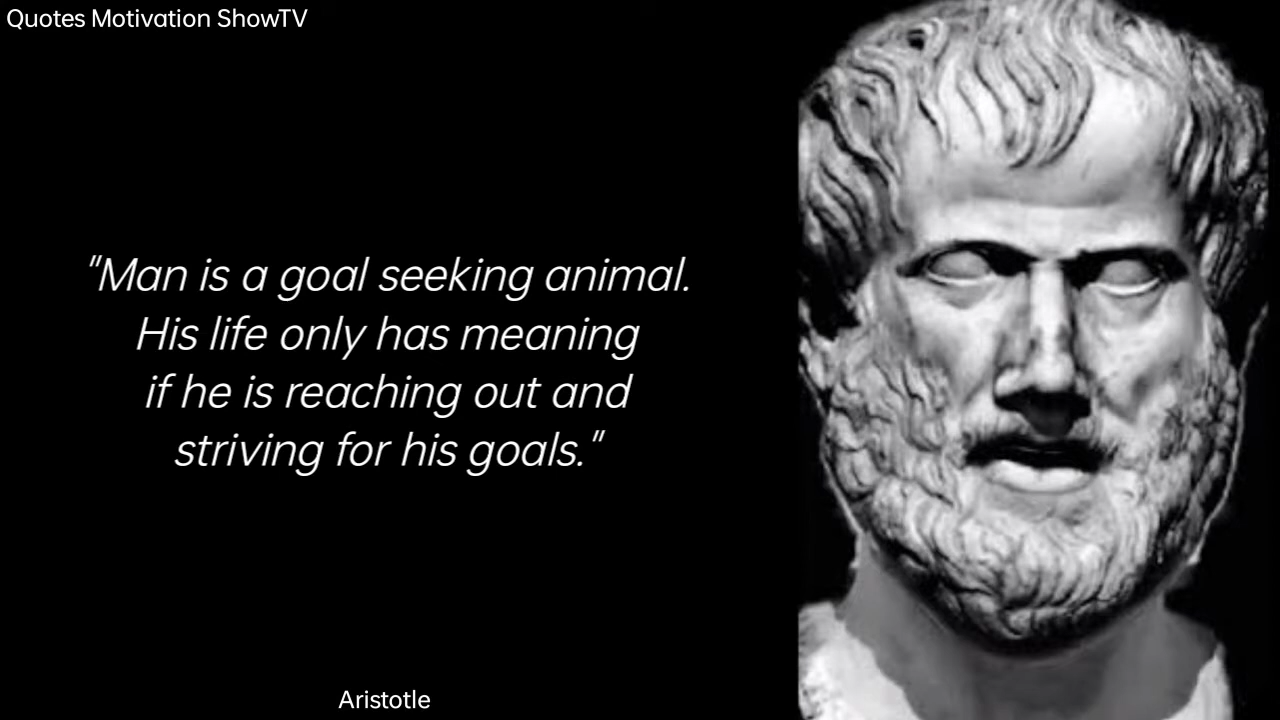 Quotes Motivation ShowTV
"Man is a goal seeking animal.
His life only has meaning
if he is reaching out and
striving for his goals."
Aristotle